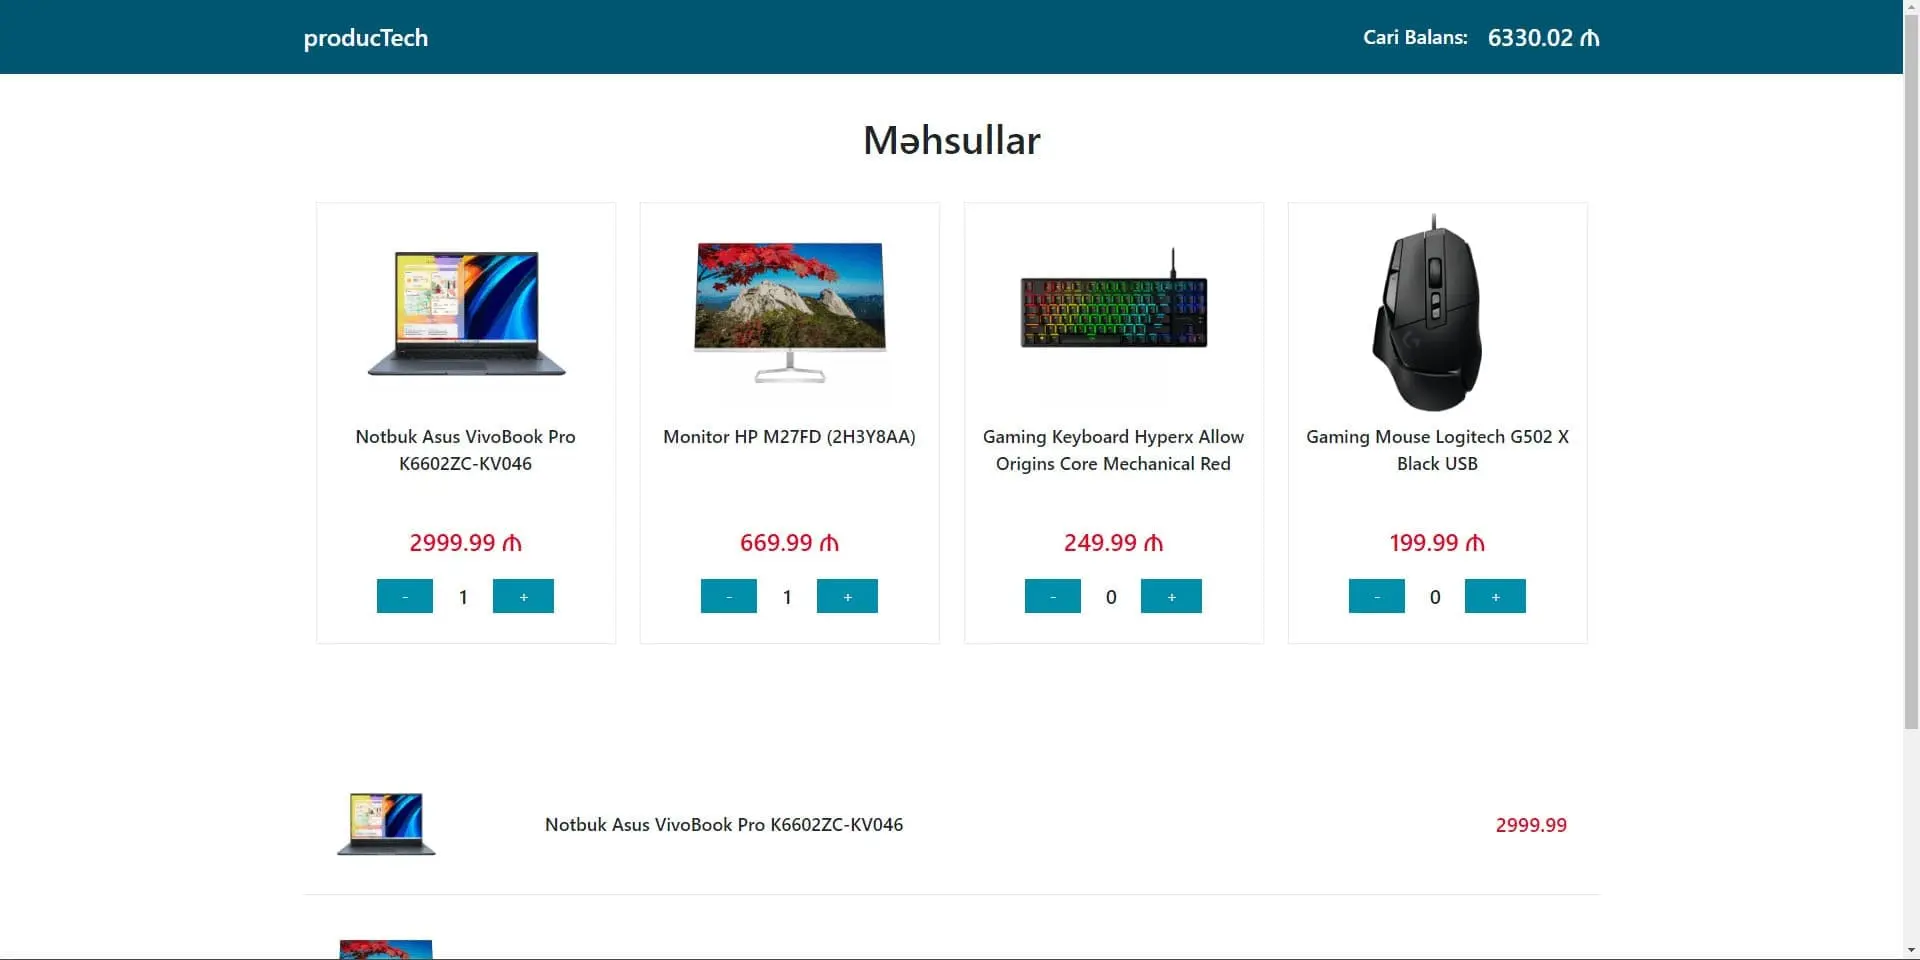 producTech
Cari Balans: 6330.02 ₼
Məhsullar
Notbuk Asus VivoBook Pro
K6602ZC-KV046
2999.99 ₼
- 1 +
Monitor HP M27FD (2H3Y8AA)
669.99 ₼
- 1 +
Gaming Keyboard Hyperx Allow
Origins Core Mechanical Red
249.99 ₼
- 0 +
Gaming Mouse Logitech G502 X
Black USB
199.99 ₼
- 0 +
Notbuk Asus VivoBook Pro K6602ZC-KV046
2999.99